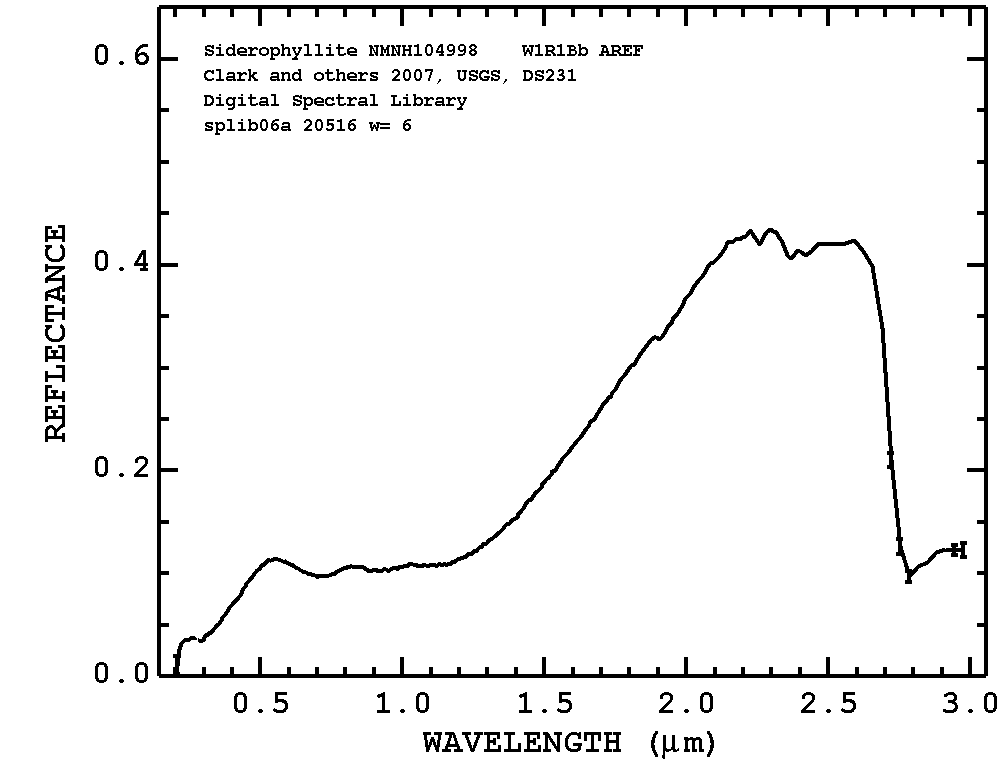 Siderophyllite NMNH104998 W1R1Bb AREF
Clark and others 2007, USGS, DS231
Digital Spectral Library
splib06a 20516 w= 6
0.6
0.4
0.2
0.0
REFLECTANCE
0.5 1.0 1.5 2.0 2.5 3.0
WAVELENGTH (μm)